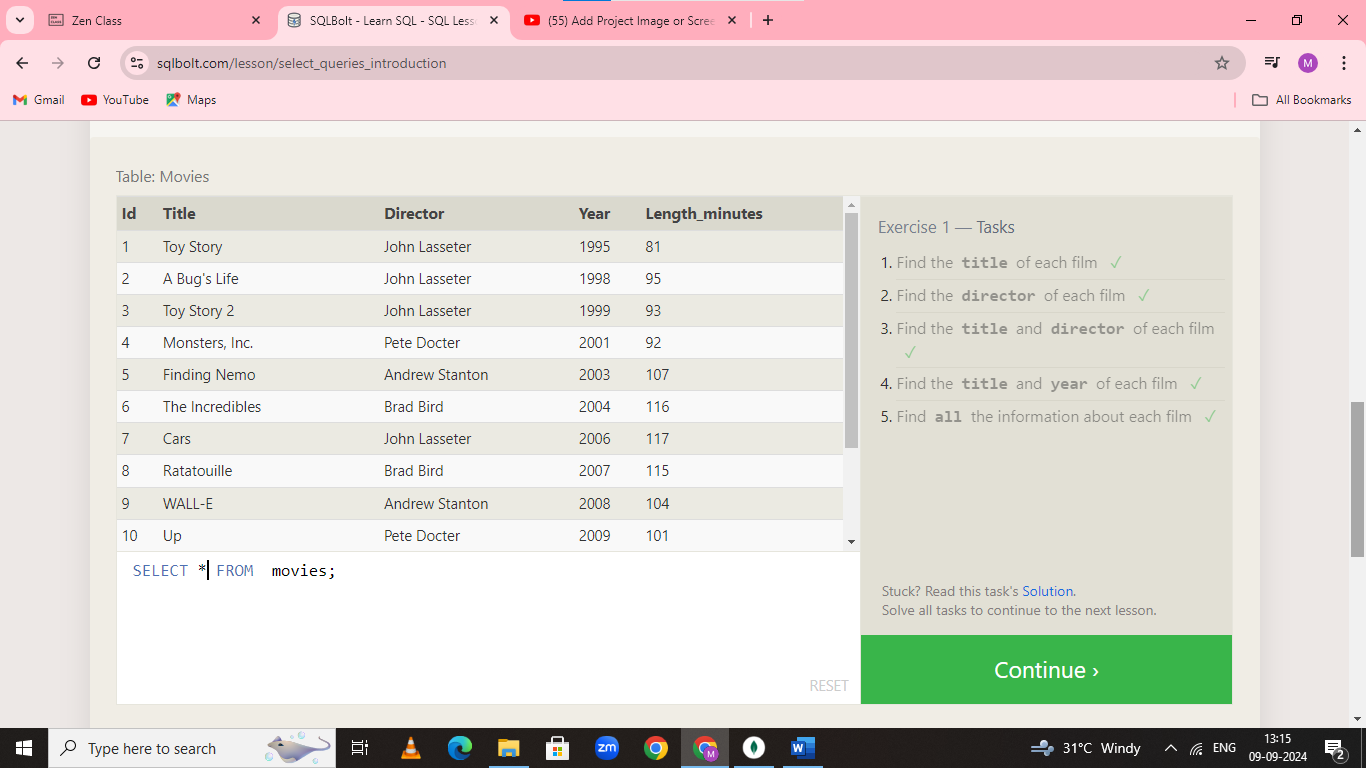 Zen Class
SQLBolt - Learn SQL - SQL Less
(55) Add Project Image or Scree
sqlbolt.com/lesson/select_queries_introduction
M
Gmail YouTube Maps All Bookmarks
Table: Movies
Id Title Director Year Length_minutes
1 Toy Story John Lasseter 1995 81
2 A Bug's Life John Lasseter 1998 95
3 Toy Story 2 John Lasseter 1999 93
4 Monsters, Inc. Pete Docter 2001 92
5 Finding Nemo Andrew Stanton 2003 107
6 The Incredibles Brad Bird 2004 116
7 Cars John Lasseter 2006 117
8 Ratatouille Brad Bird 2007 115
9 WALL-E Andrew Stanton 2008 104
10 Up Pete Docter 2009 101
SELECT * FROM  movies;
RESET
Exercise 1 — Tasks
1. Find the title of each film ✓
2. Find the director of each film ✓
3. Find the title and director of each film
✓
4. Find the title and year of each film ✓
5. Find all the information about each film ✓
Stuck? Read this task's Solution.
Solve all tasks to continue to the next lesson.
Continue ›
Type here to search
zm
M
W
31°C Windy
ENG
13:15
09-09-2024
2